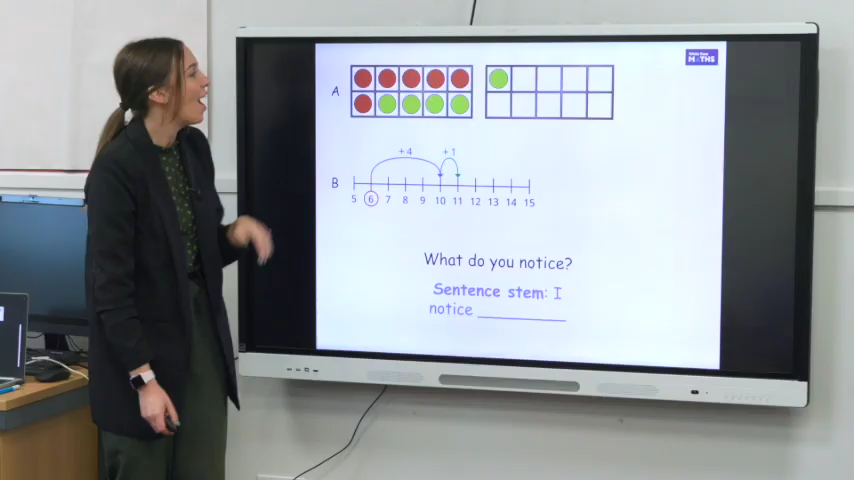 White Rose
MATHS
A
+4 +1
B
5 6 7 8 9 10 11 12 13 14 15
What do you notice?
Sentence stem: I
notice ___________